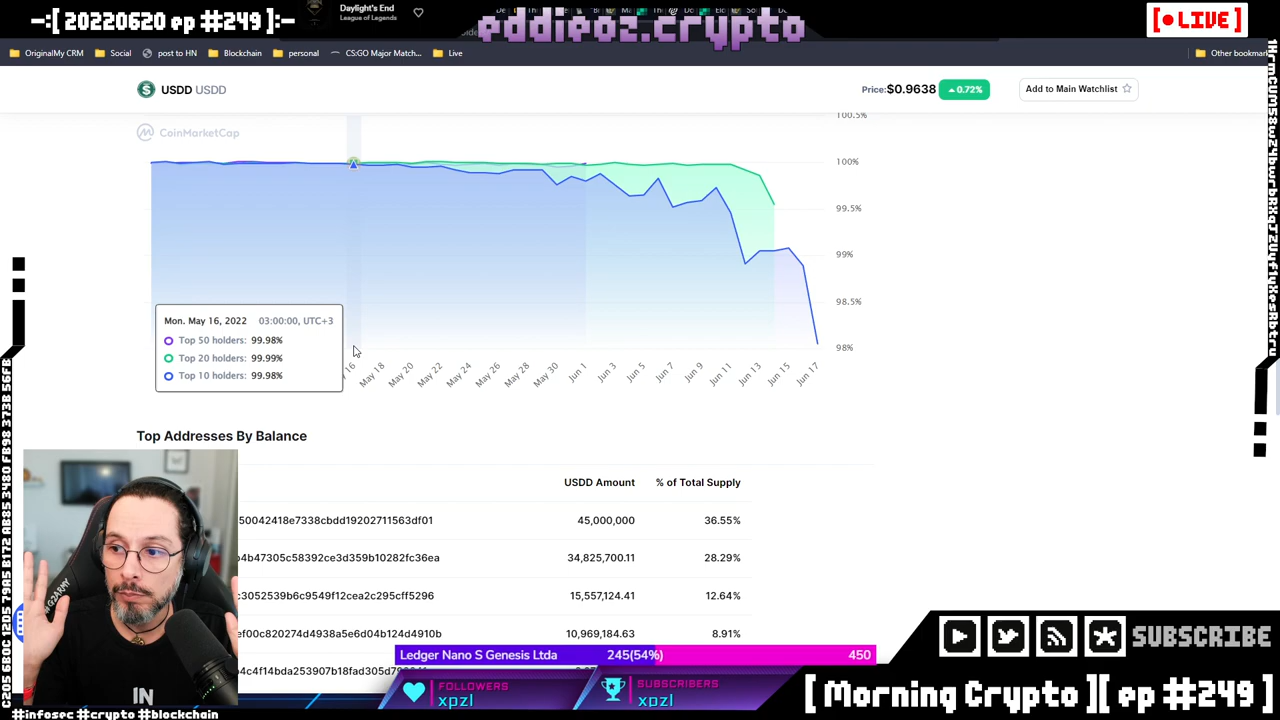 -:[ 20220620 ep #249 ]:-
Daylight's End
League of Legends
eddieoz.crypto
[ • LIVE ]
OriginalMy CRM
Social
post to HN
Blockchain
personal
CS:GO Major Match...
Live
Other bookmar
USDD USDD
Price:$0.9638
0.72%
Add to Main Watchlist
CoinMarketCap
100.5%
100%
99.5%
99%
98.5%
98%
Mon. May 16, 2022 03:00:00, UTC+3
Top 50 holders: 99.98%
Top 20 holders: 99.99%
Top 10 holders: 99.98%
16
May 18
May 20
May 22
May 24
May 26
May 28
May 30
Jun 1
Jun 3
Jun 5
Jun 7
Jun 9
Jun 11
Jun 13
Jun 15
Jun 17
Top Addresses By Balance
USDD Amount % of Total Supply
50042418e7338cbdd19202711563df01 45,000,000 36.55%
b4b47305c58392ce3d359b10282fc36ea 34,825,700.11 28.29%
c3052539b6c9549f12cea2c295cff5296 15,557,124.41 12.64%
ef00c820274d4938a5e6d04b124d4910b 10,969,184.63 8.91%
Ledger Nano S Genesis Ltda 245(54%) 450
FOLLOWERS
xpzl
SUBSCRIBERS
xpzl
SUBSCRIBE
[ Morning Crypto ][ ep #249 ]
G2ARMY
IN
#infosec #crypto #blockchain